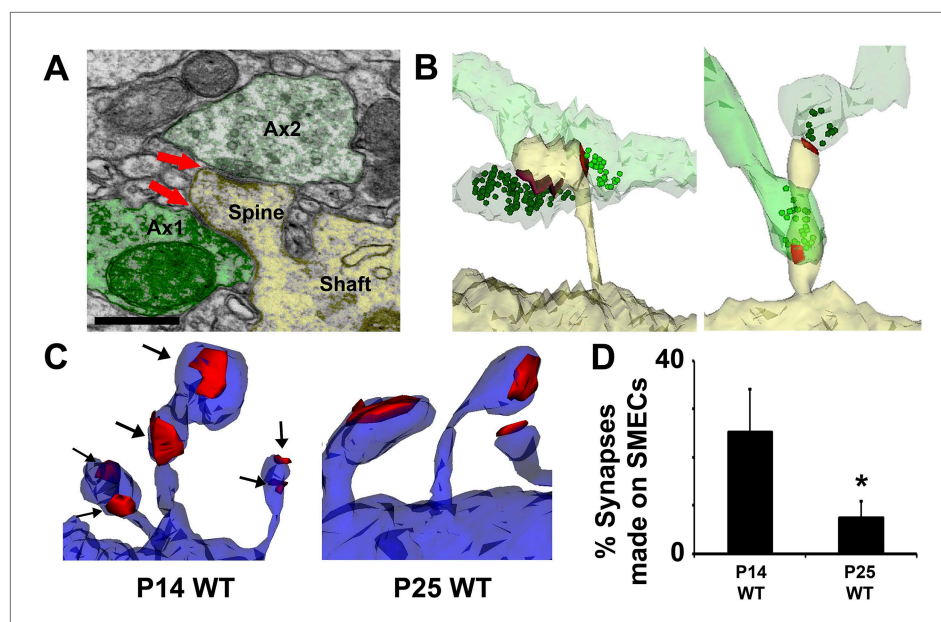 A
Ax2
Spine
Ax1
Shaft
B
C
P14 WT
P25 WT
D
% Synapses
made on SMECs
40
0
*
P14
WT
P25
WT